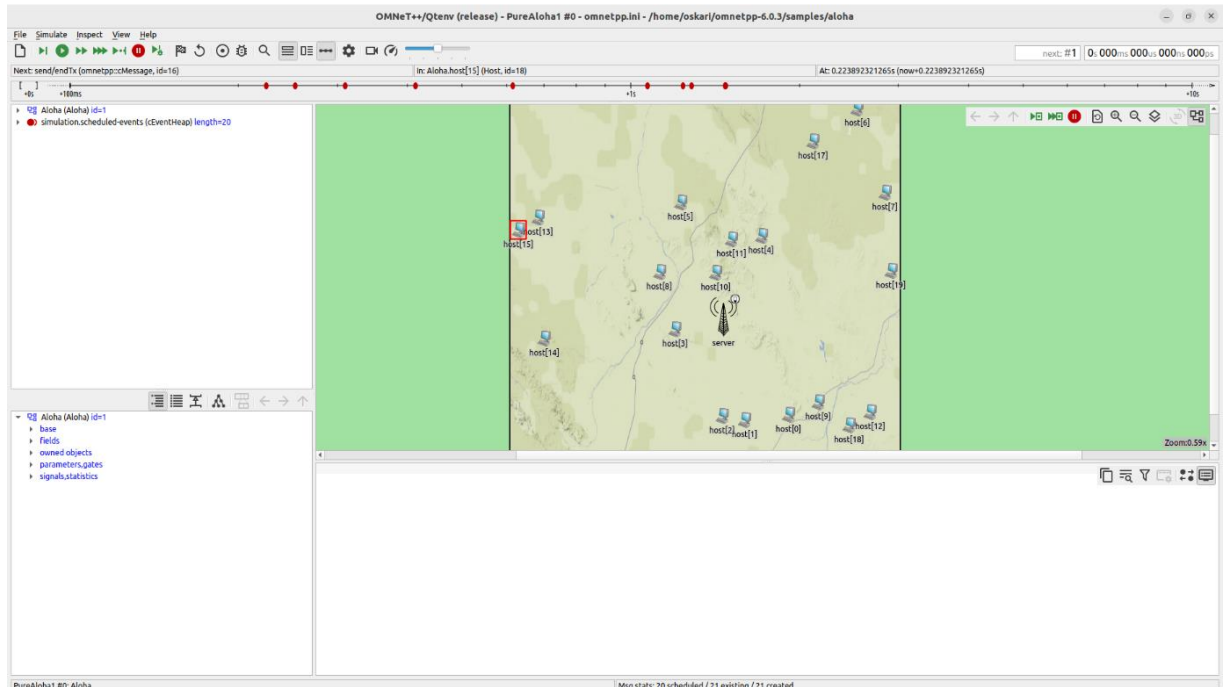 OMNeT++/Qtenv (release) - PureAloha1 #0 - omnetpp.ini - /home/oskari/omnetpp-6.0.3/samples/aloha
File Simulate Inspect View Help
next: #1 0s 000ms 000us 000ns 000ps
Next: send/endTx (omnetpp::cMessage, id=16) In: Aloha.host[15] (Host, id=18) At: 0.223892321265s (now+0.223892321265s)
+0s +100ms +1s +10s
Aloha (Aloha) id=1
simulation.scheduled-events (cEventHeap) length=20
host[6]
host[17]
host[7]
host[5]
host[13]
host[15]
host[11] host[4]
host[8] host[10] host[19]
host[3] server
host[14]
host[9]
host[2] host[1] host[0] host[12]
host[18]
Zoom:0.59x
Aloha (Aloha) id=1
base
fields
owned objects
parameters,gates
signals,statistics
PureAloha1 #0: Aloha Msg stats: 20 scheduled / 21 existing / 21 created